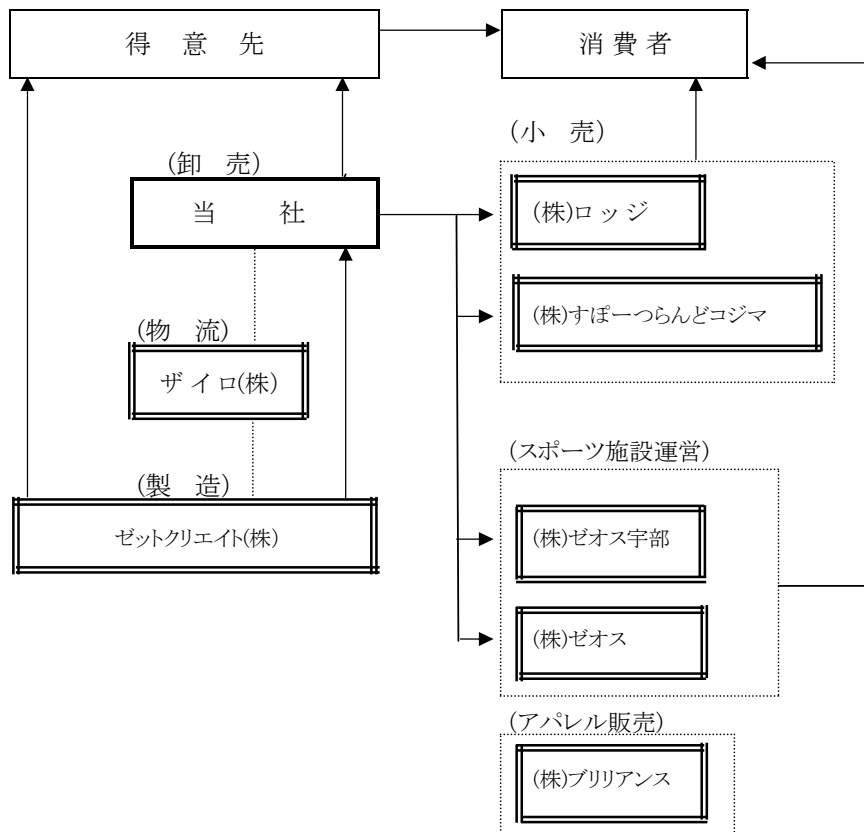 得 意 先
消 費 者
(小 売)
(卸 売)
当 社
(株)ロッジ
(株)すぽーつらんどコジマ
(物 流)
ザイロ(株)
(スポーツ施設運営)
(製 造)
ゼットクリエイト(株)
(株)ゼオス宇部
(株)ゼオス
(アパレル販売)
(株)ブリリアンス